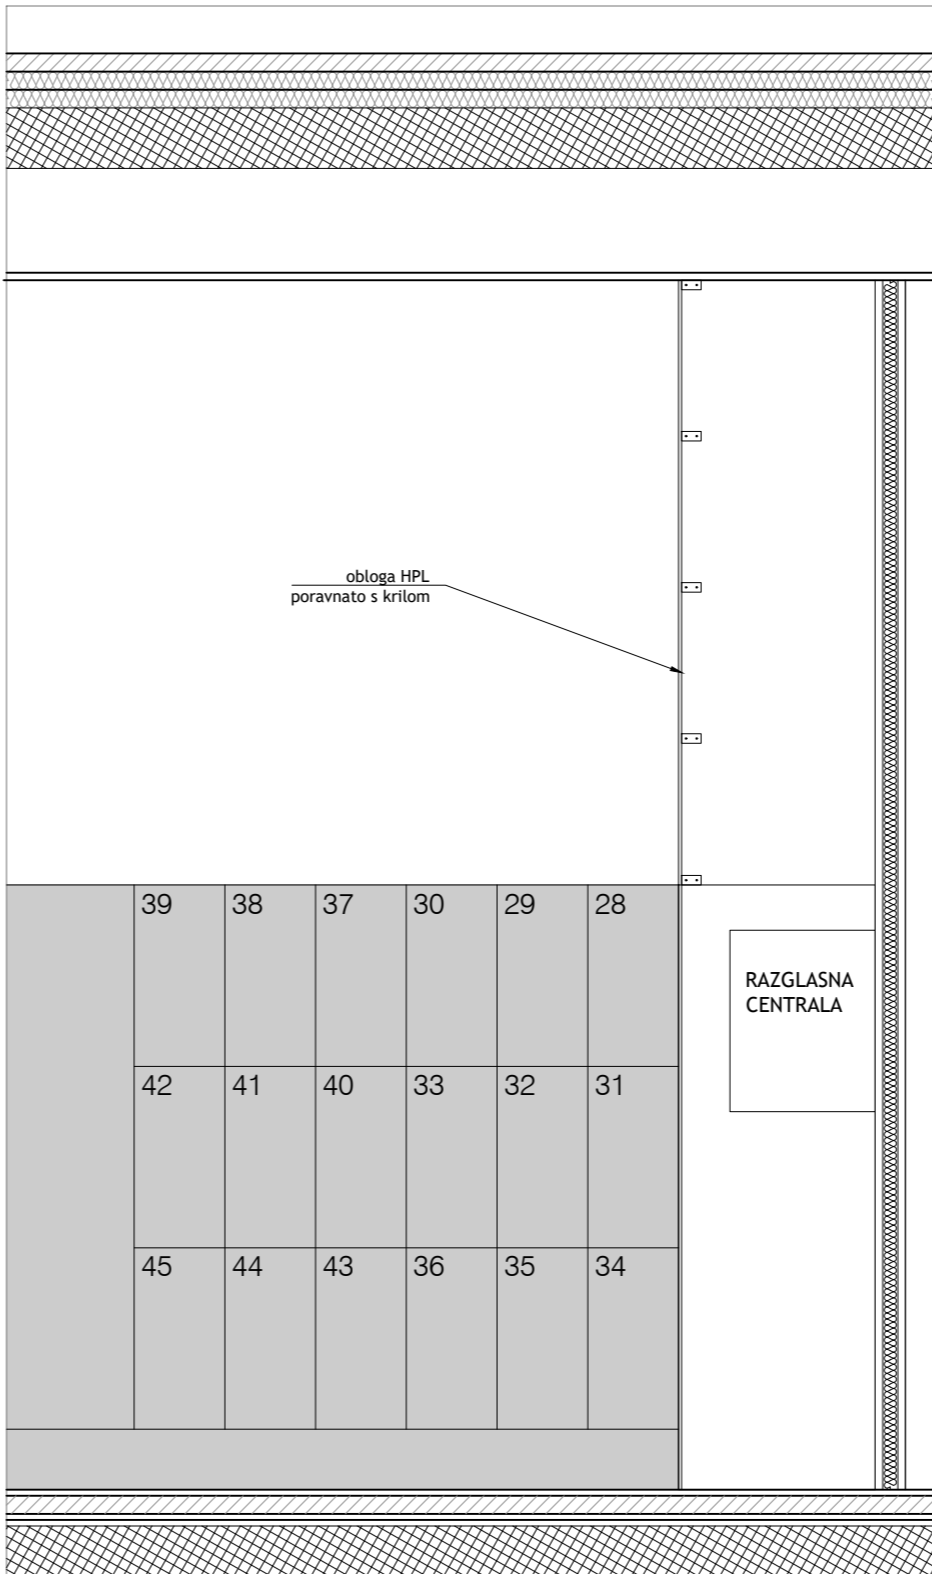 obloga HPL
poravnato s krilom
39 38 37 30 29 28
RAZGLASNA
CENTRALA
42 41 40 33 32 31
45 44 43 36 35 34